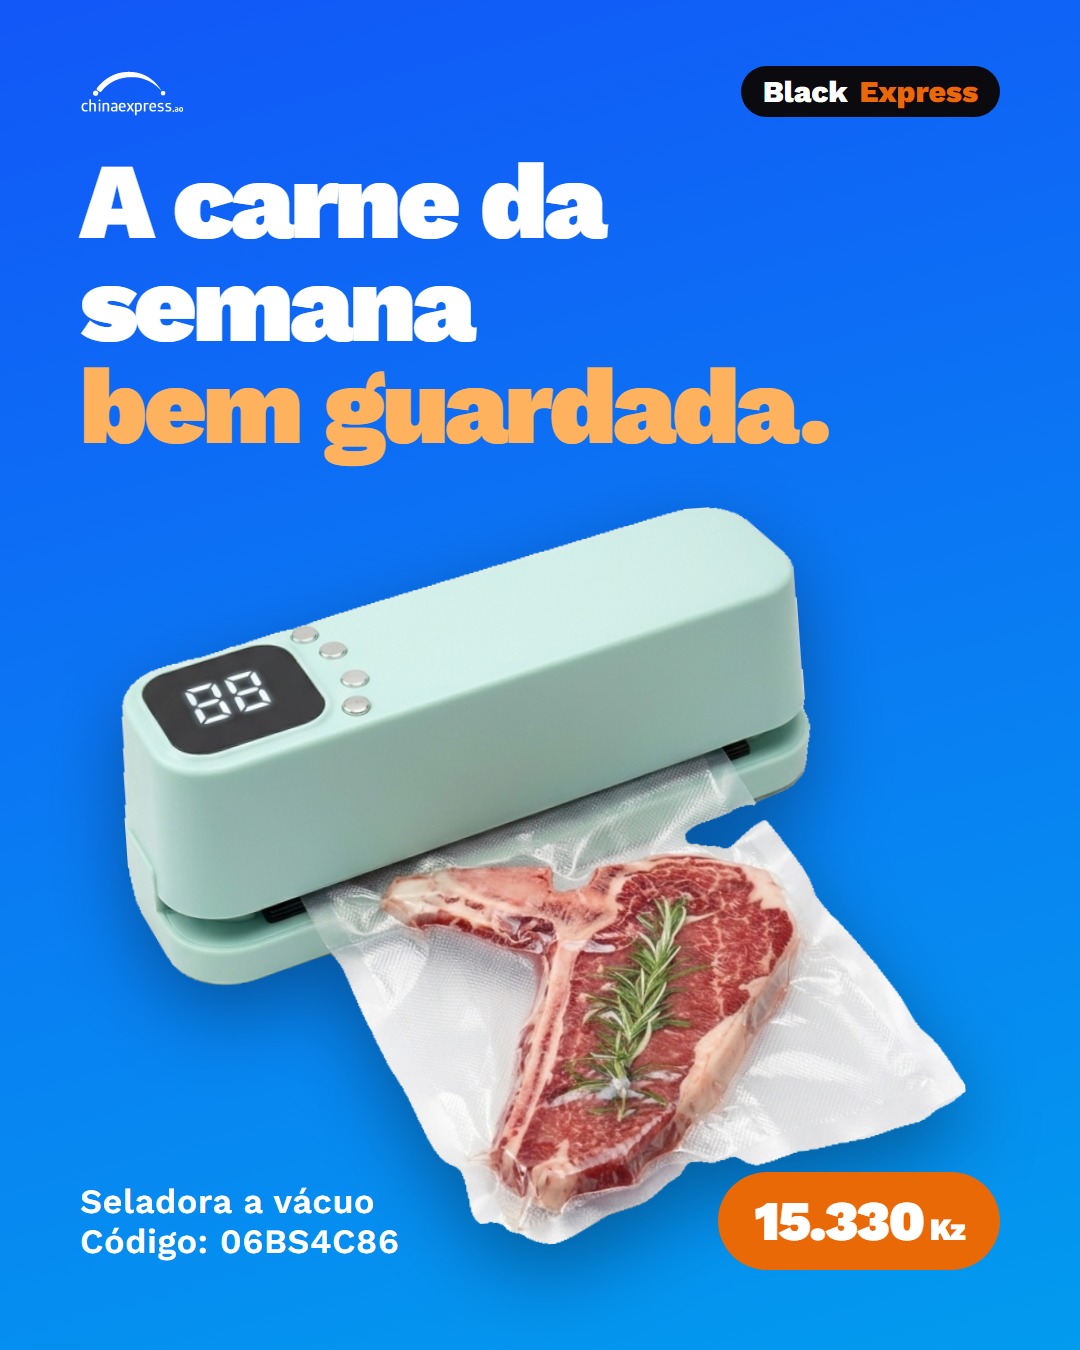 chinaexpress.ao
Black Express
A carne da
semana
bem guardada.
88
Seladora a vácuo
Código: 06BS4C86
15.330 Kz